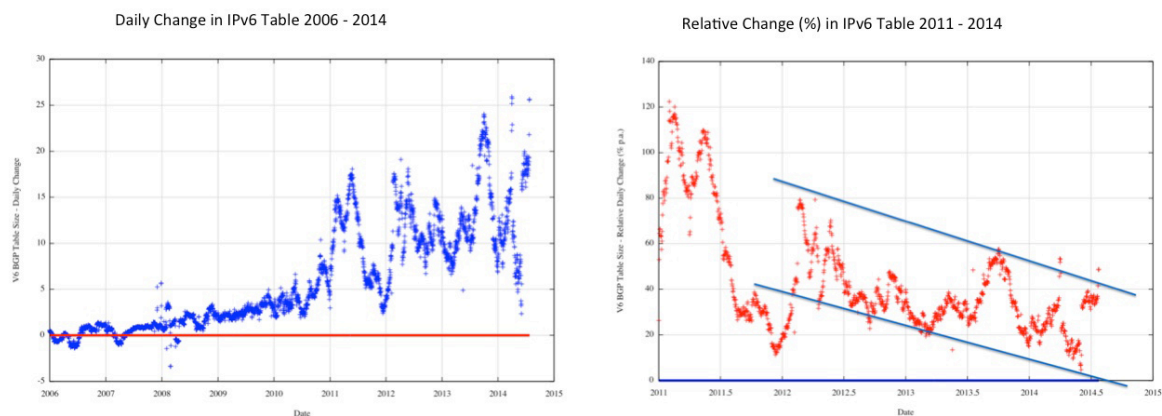 Daily Change in IPv6 Table 2006 - 2014
30
25
20
15
10
5
0
-5
V6 BGP Table Size - Daily Change
2006 2007 2008 2009 2010 2011 2012 2013 2014 2015
Date
Relative Change (%) in IPv6 Table 2011 - 2014
140
120
100
80
60
40
20
0
V6 BGP Table Size - Relative Daily Change (% p.a.)
2011 2011.5 2012 2012.5 2013 2013.5 2014 2014.5 2015
Date